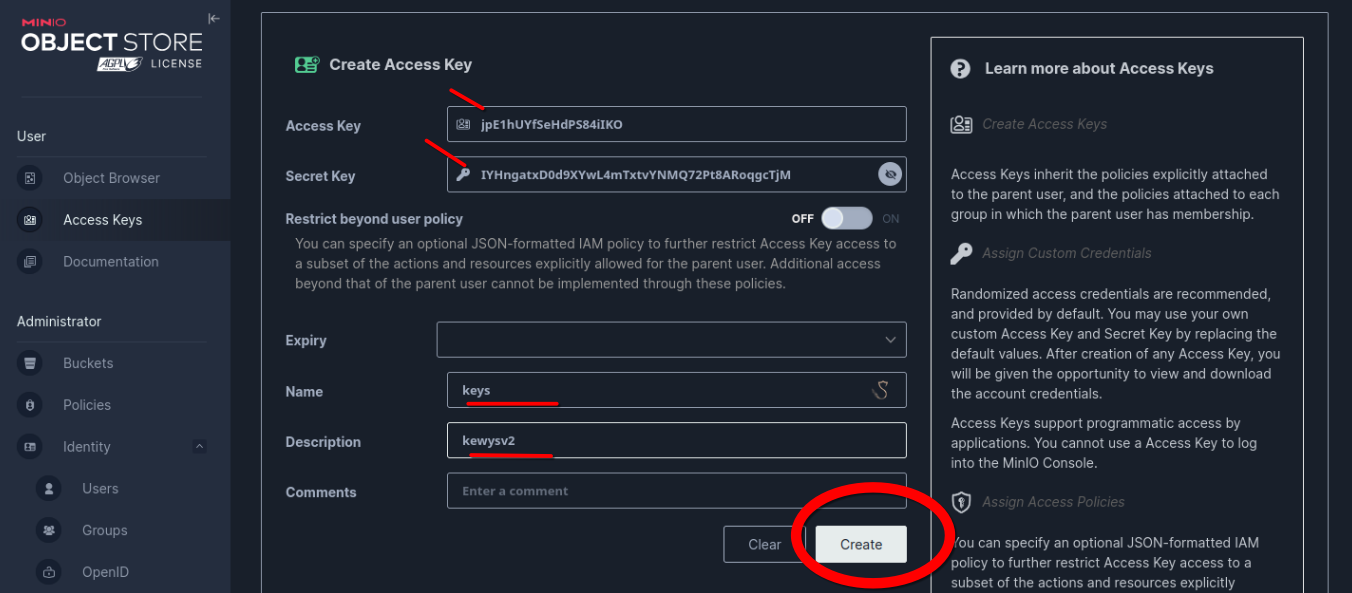 MINIO
OBJECT STORE
AGPLv3 LICENSE
User
Object Browser
Access Keys
Documentation
Administrator
Buckets
Policies
Identity
Users
Groups
OpenID
Create Access Key
Access Key
jpE1hUYfSeHdPS84iIKO
Secret Key
IYHngatxD0d9XYwL4mTxtvYNMQ72Pt8ARoqgcTjM
Restrict beyond user policy
OFF ON
You can specify an optional JSON-formatted IAM policy to further restrict Access Key access to
a subset of the actions and resources explicitly allowed for the parent user. Additional access
beyond that of the parent user cannot be implemented through these policies.
Expiry
Name
keys
Description
kewysv2
Comments
Enter a comment
Clear
Create
Learn more about Access Keys
Create Access Keys
Access Keys inherit the policies explicitly attached
to the parent user, and the policies attached to each
group in which the parent user has membership.
Assign Custom Credentials
Randomized access credentials are recommended,
and provided by default. You may use your own
custom Access Key and Secret Key by replacing the
default values. After creation of any Access Key, you
will be given the opportunity to view and download
the account credentials.
Access Keys support programmatic access by
applications. You cannot use a Access Key to log
into the MinIO Console.
Assign Access Policies
You can specify an optional JSON-formatted IAM
policy to further restrict Access Key access to a
subset of the actions and resources explicitly